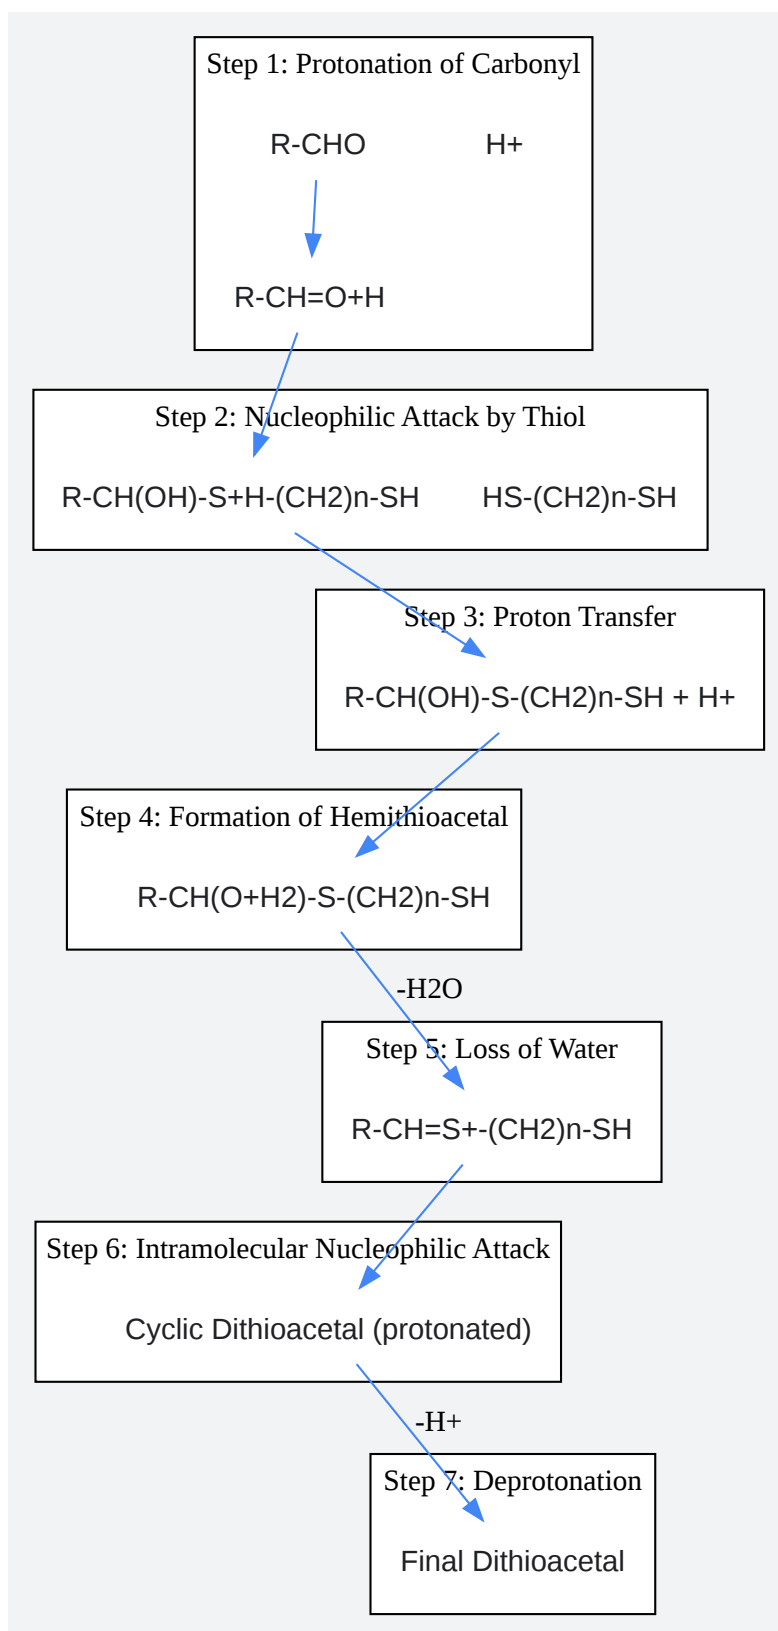 Step 1: Protonation of Carbonyl
R-CHO H+
R-CH=O+H
Step 2: Nucleophilic Attack by Thiol
R-CH(OH)-S+H-(CH2)n-SH HS-(CH2)n-SH
Step 3: Proton Transfer
R-CH(OH)-S-(CH2)n-SH + H+
Step 4: Formation of Hemithioacetal
R-CH(O+H2)-S-(CH2)n-SH
-H2O
Step 5: Loss of Water
R-CH=S+-(CH2)n-SH
Step 6: Intramolecular Nucleophilic Attack
Cyclic Dithioacetal (protonated)
-H+
Step 7: Deprotonation
Final Dithioacetal